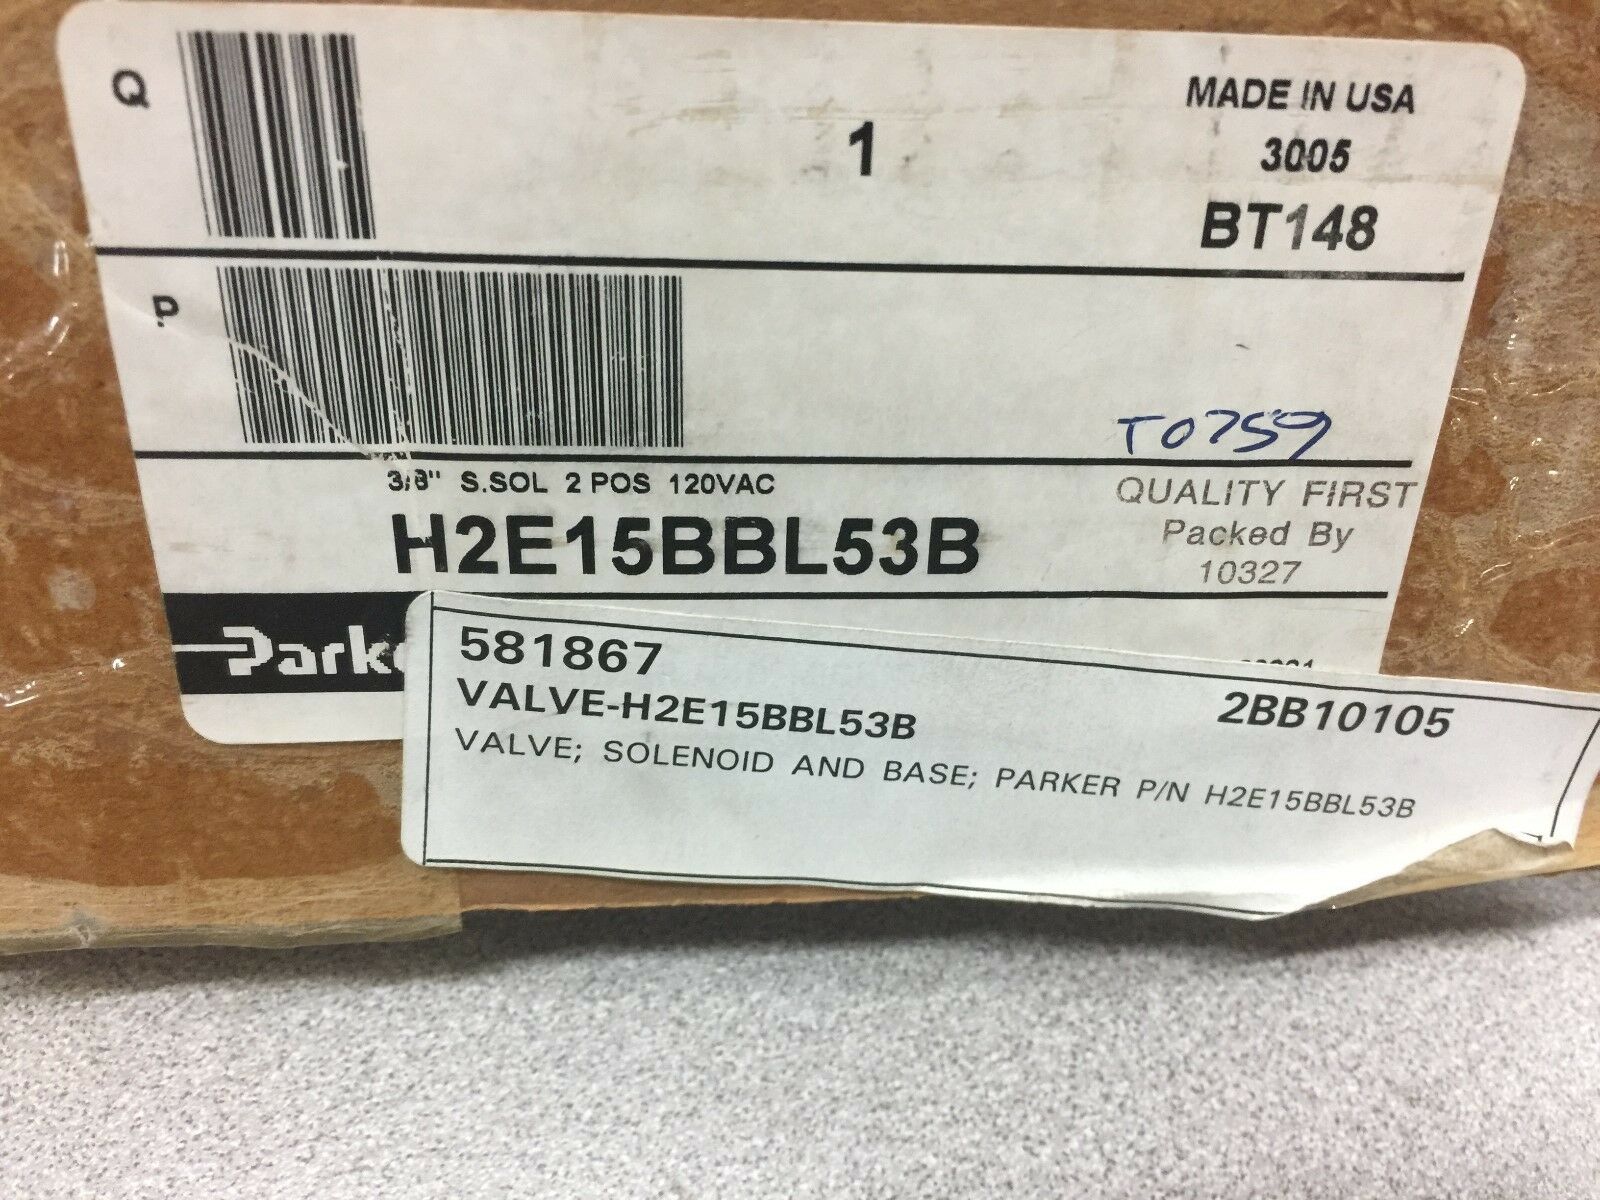 Q
1
MADE IN USA
3005
BT148
P
T0759
3/8" S.SOL 2 POS 120VAC
H2E15BBL53B
QUALITY FIRST
Packed By
10327
581867
VALVE-H2E15BBL53B
2BB10105
VALVE; SOLENOID AND BASE; PARKER P/N H2E15BBL53B